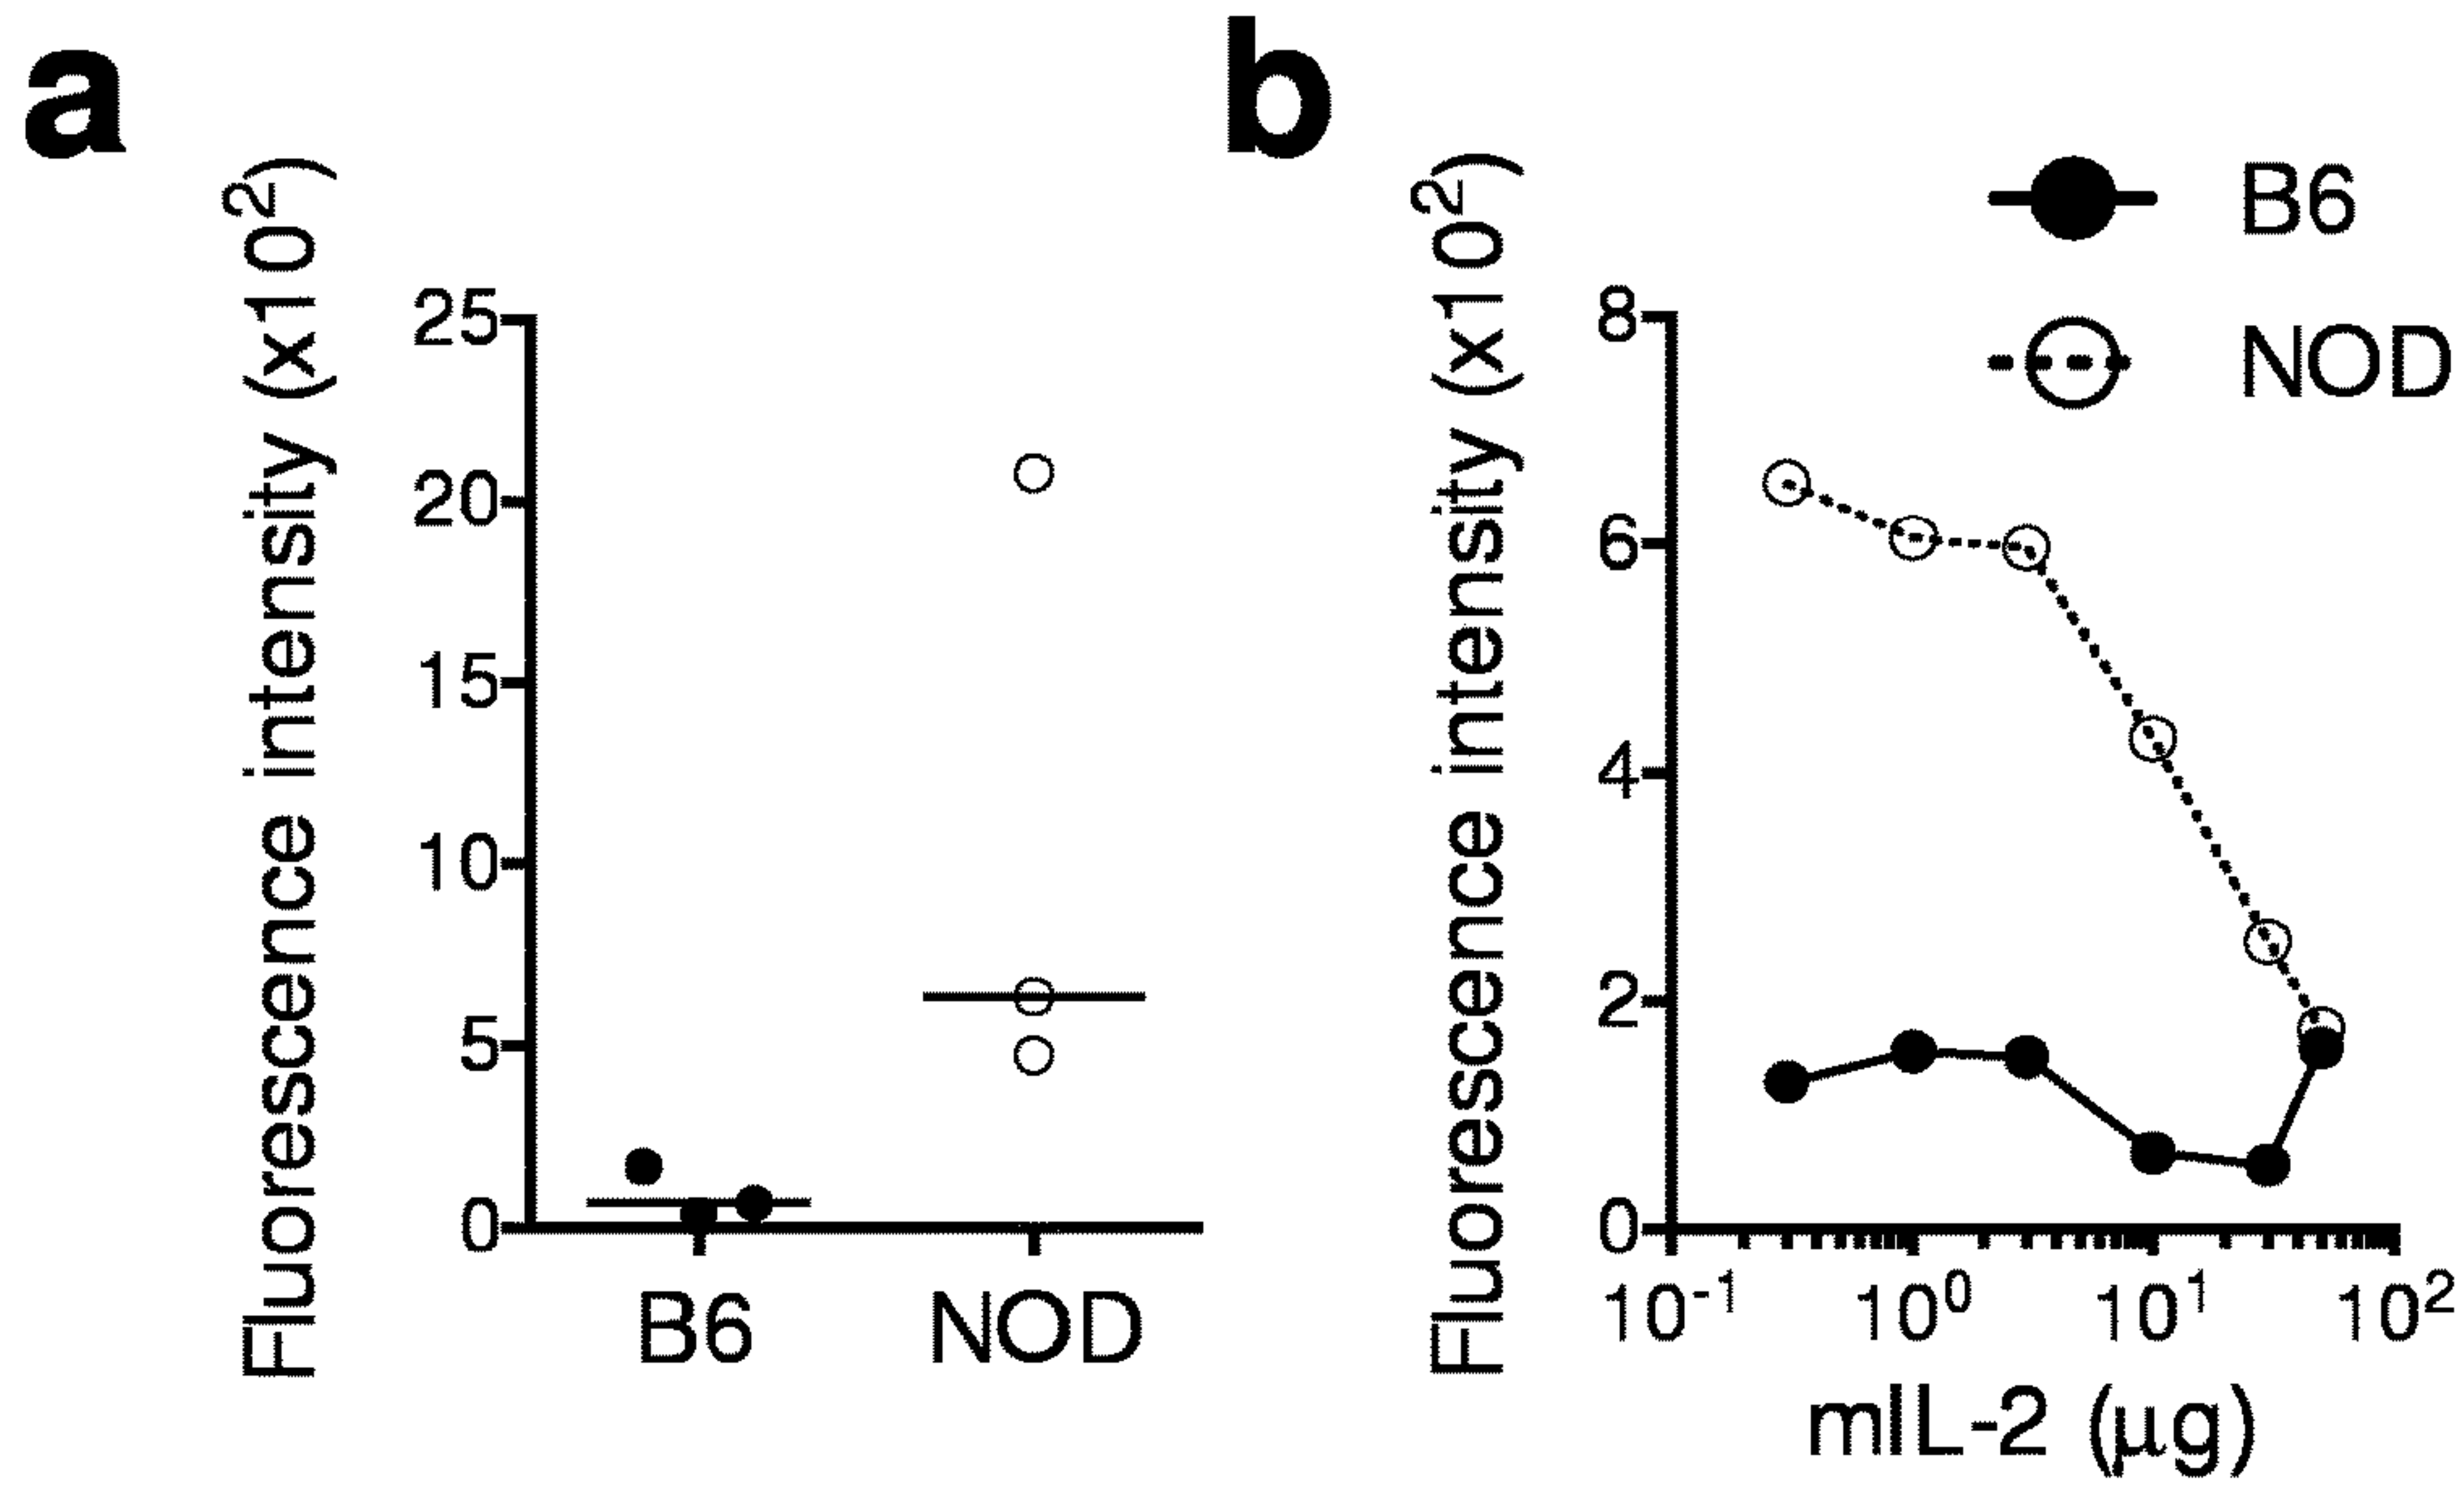 a
Fluorescence intensity (x10²)
25
20
15
10
5
0
B6
NOD
b
B6
NOD
Fluorescence intensity (x10²)
8
6
4
2
0
10⁻¹
10⁰
10¹
10²
mIL-2 (µg)